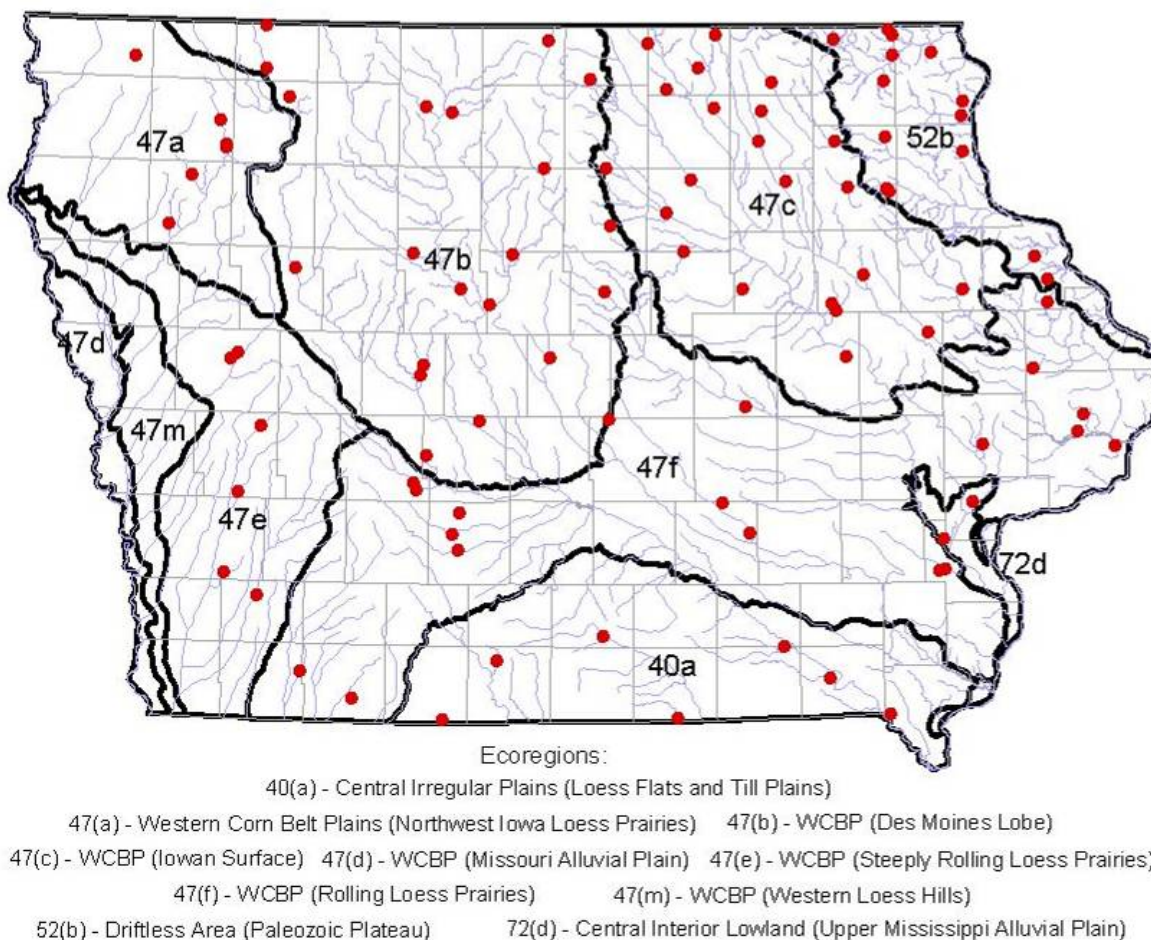 47a
52b
47c
47b
47d
47m
47f
47e
72d
40a
Ecoregions:
40(a) - Central Irregular Plains (Loess Flats and Till Plains)
47(a) - Western Corn Belt Plains (Northwest Iowa Loess Prairies) 47(b) - WCBP (Des Moines Lobe)
47(c) - WCBP (Iowan Surface) 47(d) - WCBP (Missouri Alluvial Plain) 47(e) - WCBP (Steeply Rolling Loess Prairies)
47(f) - WCBP (Rolling Loess Prairies) 47(m) - WCBP (Western Loess Hills)
52(b) - Driftless Area (Paleozoic Plateau) 72(d) - Central Interior Lowland (Upper Mississippi Alluvial Plain)